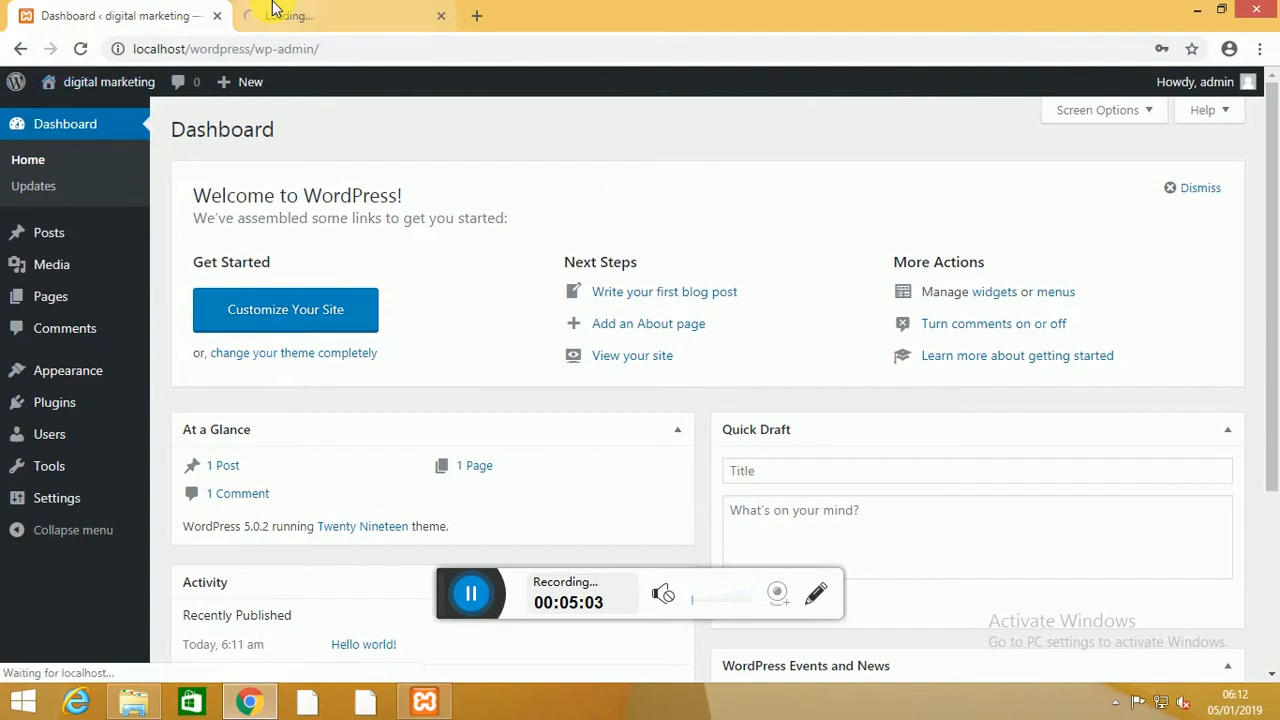 Dashboard ‹ digital marketing —
Loading...
localhost/wordpress/wp-admin/
digital marketing
0
New
Howdy, admin
Dashboard
Home
Updates
Posts
Media
Pages
Comments
Appearance
Plugins
Users
Tools
Settings
Collapse menu
Screen Options
Help
Dashboard
Welcome to WordPress!
We've assembled some links to get you started:
Dismiss
Get Started
Customize Your Site
or, change your theme completely
Next Steps
Write your first blog post
Add an About page
View your site
More Actions
Manage widgets or menus
Turn comments on or off
Learn more about getting started
At a Glance
1 Post
1 Page
1 Comment
WordPress 5.0.2 running Twenty Nineteen theme.
Quick Draft
Title
What's on your mind?
Activity
Recently Published
Today, 6:11 am
Hello world!
Recording...
00:05:03
Activate Windows
Go to PC settings to activate Windows.
WordPress Events and News
Waiting for localhost...
06:12
05/01/2019